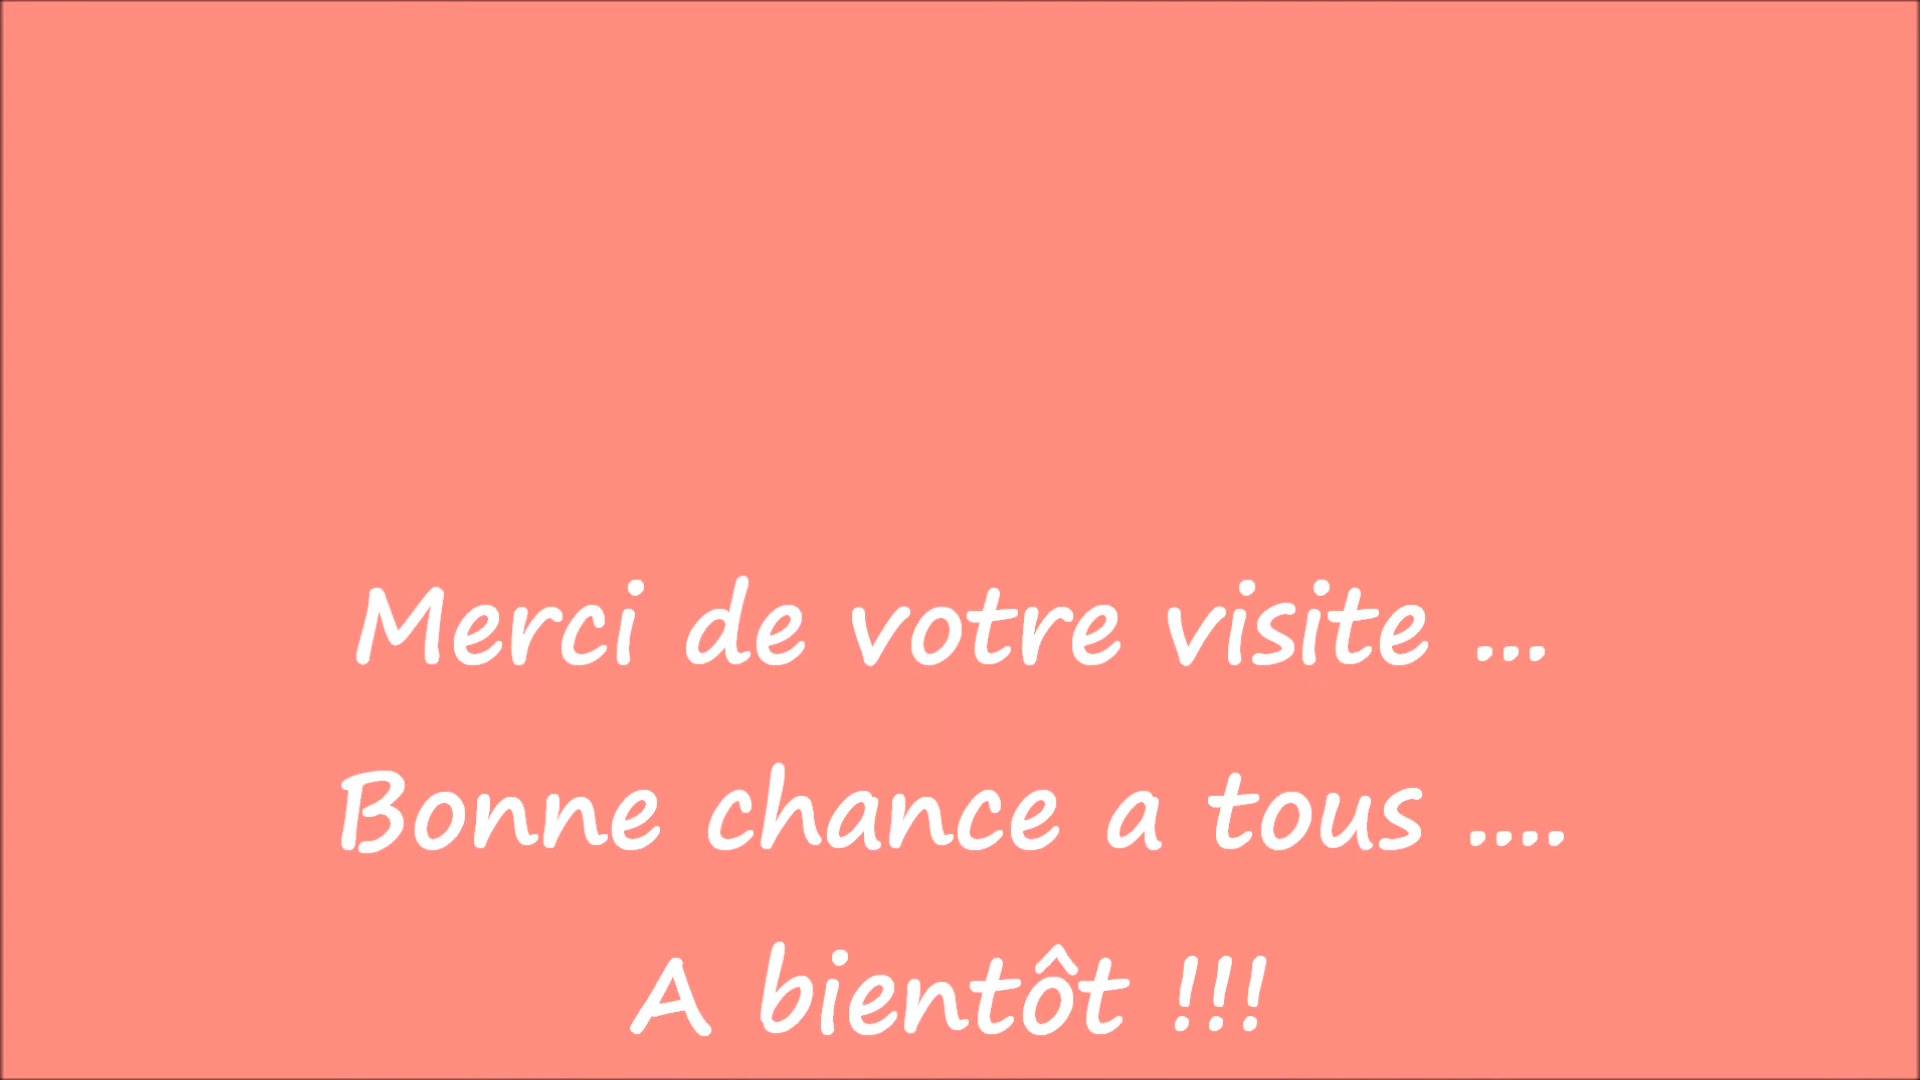 Merci de votre visite ...
Bonne chance a tous ....
A bientôt !!!